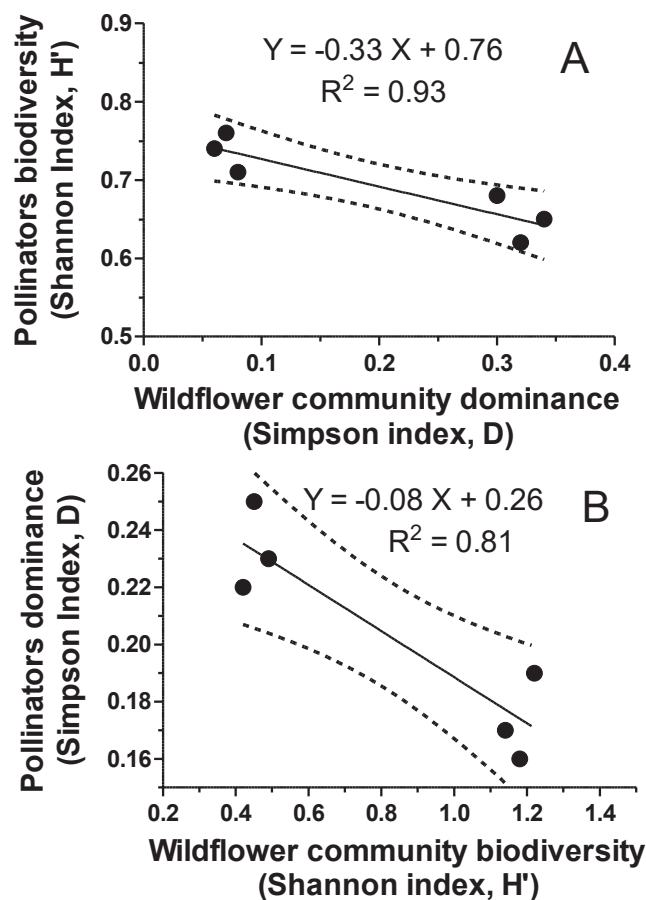 Y = -0.33 X + 0.76
R² = 0.93
A
Pollinators biodiversity
(Shannon Index, H')
0.9
0.8
0.7
0.6
0.5
0.0 0.1 0.2 0.3 0.4
Wildflower community dominance
(Simpson index, D)
Y = -0.08 X + 0.26
R² = 0.81
B
Pollinators dominance
(Simpson Index, D)
0.26
0.24
0.22
0.20
0.18
0.16
0.2 0.4 0.6 0.8 1.0 1.2 1.4
Wildflower community biodiversity
(Shannon index, H')